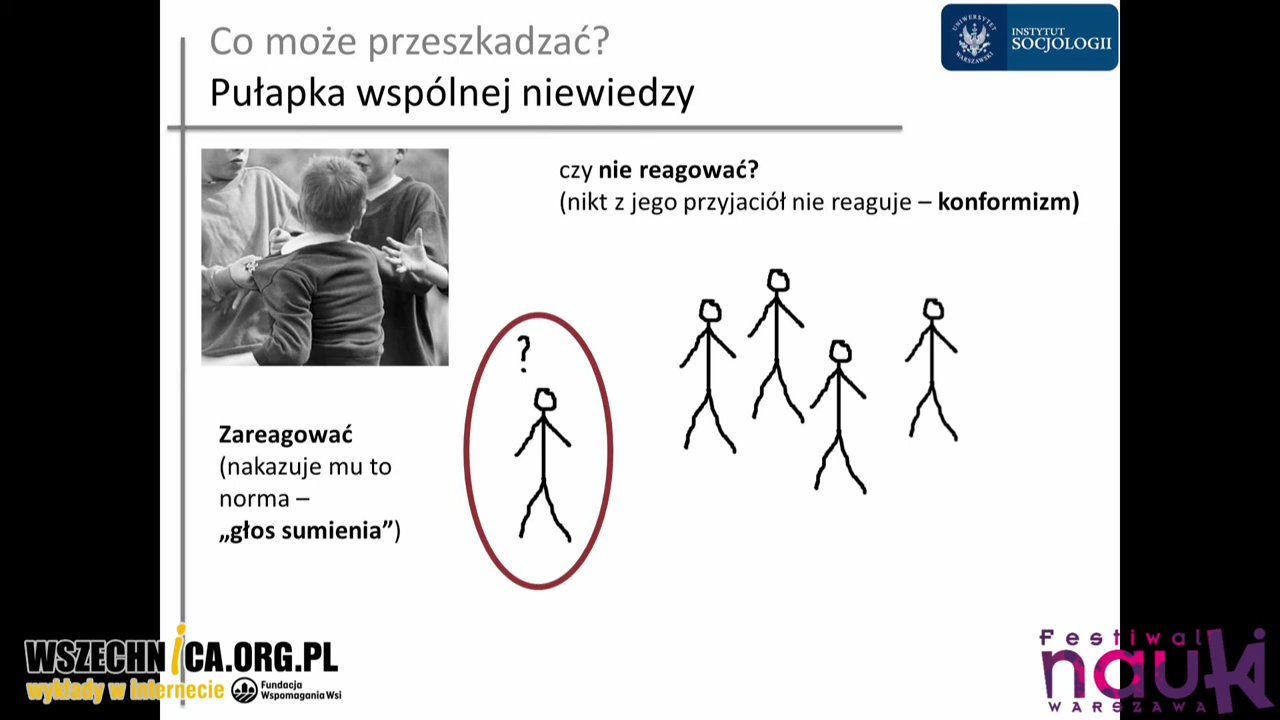 Co może przeszkadzać?
Pułapka wspólnej niewiedzy
UNIWERSYTET
WARSZAWSKI
INSTYTUT
SOCJOLOGII
czy nie reagować?
(nikt z jego przyjaciół nie reaguje – konformizm)
?
Zareagować
(nakazuje mu to
norma –
„głos sumienia”)
WSZECHNICA.ORG.PL
wykłady w internecie
Fundacja
Wspomagania Wsi
Festiwal
nauki
WARSZAWA